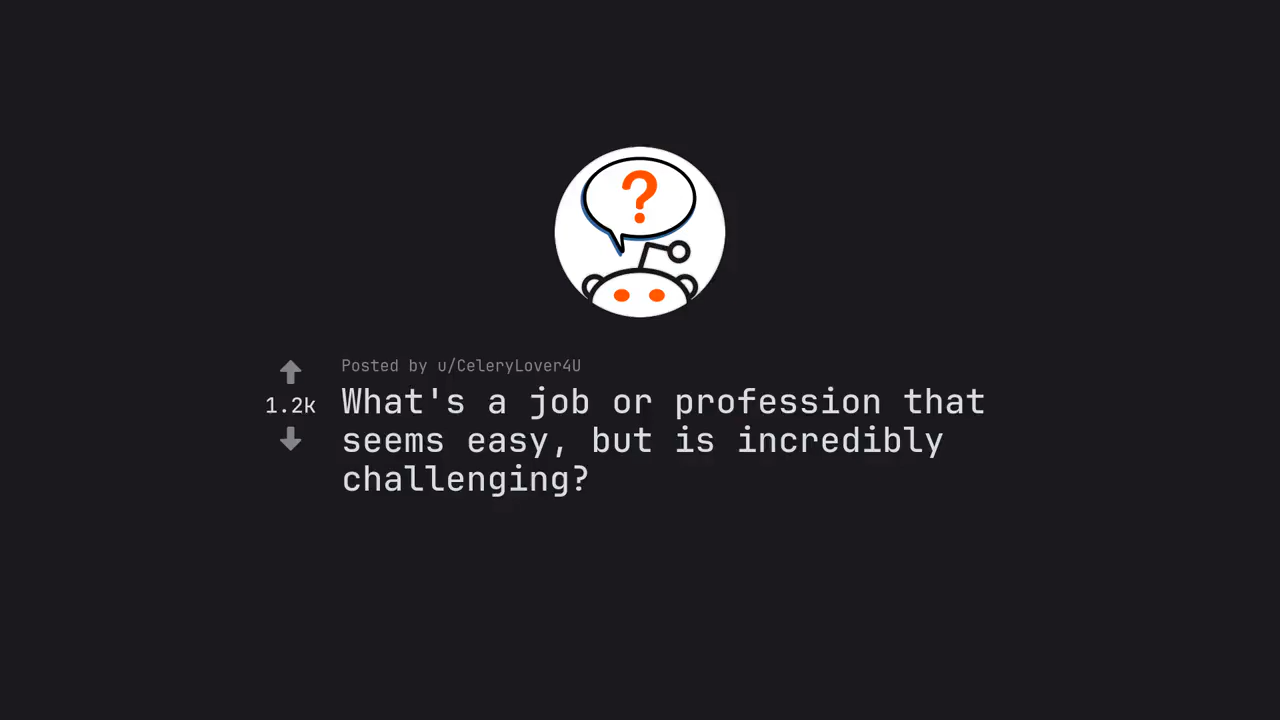 ?
Posted by u/CeleryLover4U
1.2k
What's a job or profession that
seems easy, but is incredibly
challenging?